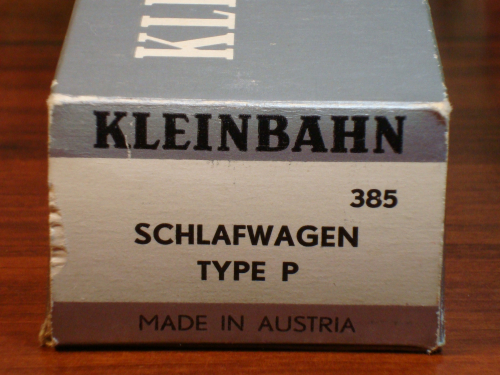 KLEINBAHN
385
SCHLAFWAGEN
TYPE P
MADE IN AUSTRIA